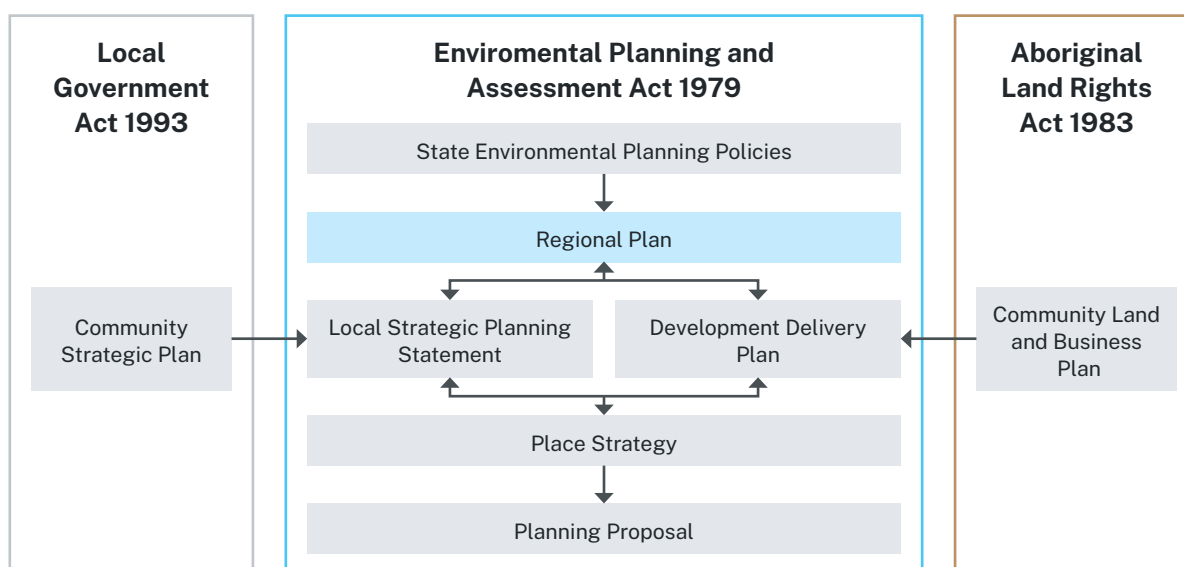 Local
Government
Act 1993
Enviromental Planning and
Assessment Act 1979
Aboriginal
Land Rights
Act 1983
State Environmental Planning Policies
Regional Plan
Community
Strategic Plan
Local Strategic Planning
Statement
Development Delivery
Plan
Community Land
and Business
Plan
Place Strategy
Planning Proposal